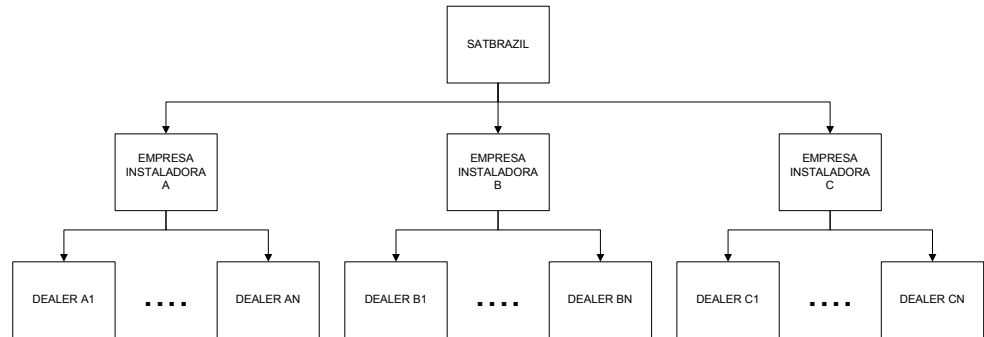 SATBRAZIL
EMPRESA
INSTALADORA
A
EMPRESA
INSTALADORA
B
EMPRESA
INSTALADORA
C
DEALER A1
....
DEALER AN
DEALER B1
....
DEALER BN
DEALER C1
....
DEALER CN